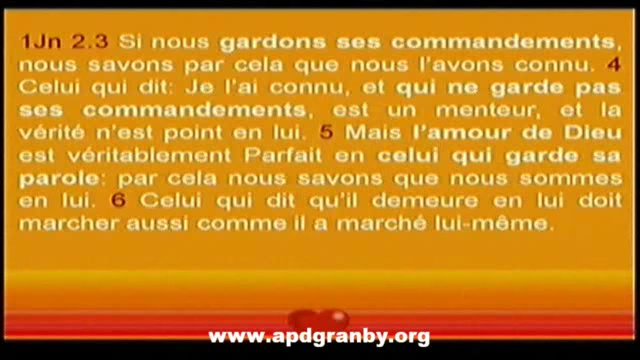 1Jn 2.3 Si nous gardons ses commandements,
nous savons par cela que nous l'avons connu. 4
Celui qui dit: Je l'ai connu, et qui ne garde pas
ses commandements, est un menteur, et la
vérité n'est point en lui. 5 Mais l'amour de Dieu
est véritablement Parfait en celui qui garde sa
parole: par cela nous savons que nous sommes
en lui. 6 Celui qui dit qu'il demeure en lui doit
marcher aussi comme il a marché lui-même.
www.apdgranby.org